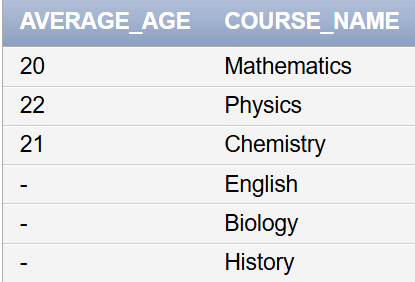 AVERAGE_AGE COURSE_NAME
20 Mathematics
22 Physics
21 Chemistry
- English
- Biology
- History